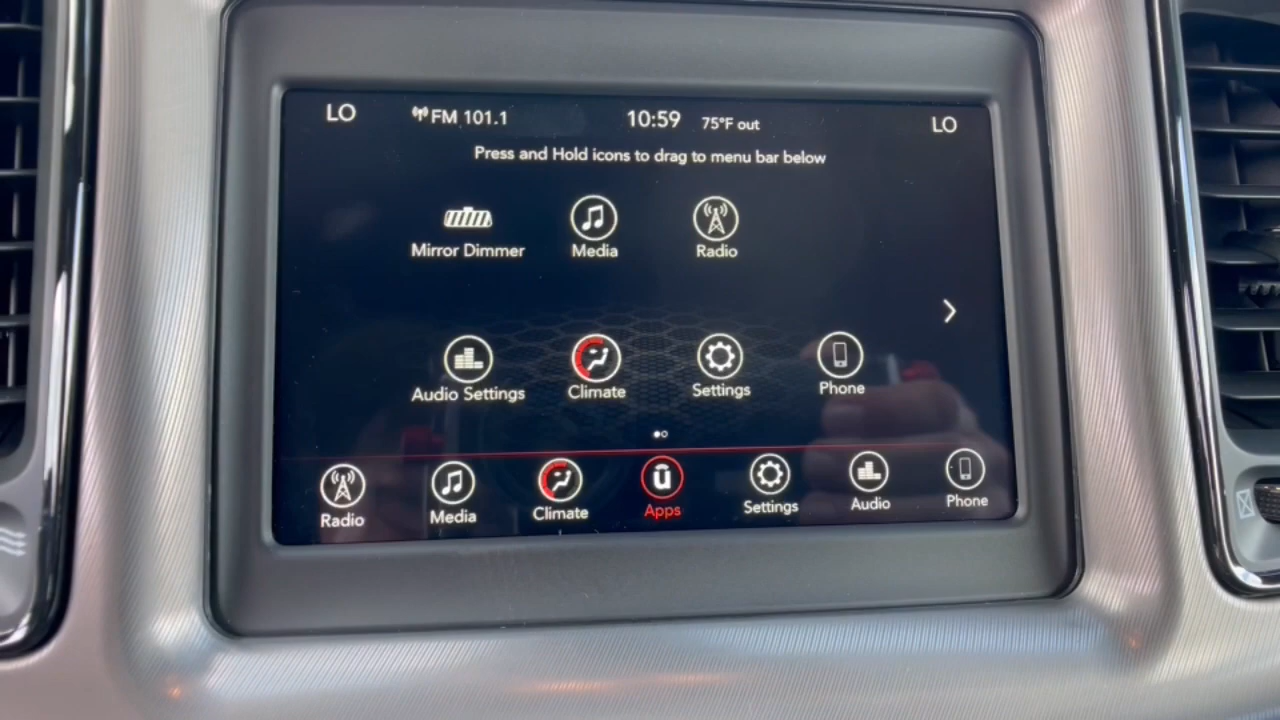 LO FM 101.1 10:59 75°F out LO
Press and Hold icons to drag to menu bar below
Mirror Dimmer Media Radio
Audio Settings Climate Settings Phone
ū
Radio Media Climate Apps Settings Audio Phone